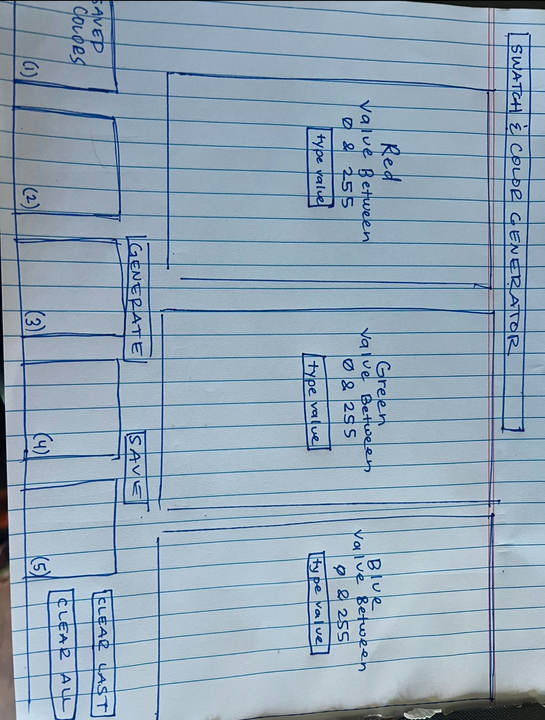 SWATCH & COLOR GENERATOR
Red
Value Between
0 & 255
type value
Green
Value Between
0 & 255
type value
Blue
Value Between
0 & 255
type value
GENERATE
SAVE
SAVED
COLORS
(1)
(2)
(3)
(4)
(5)
CLEAR LAST
CLEAR ALL